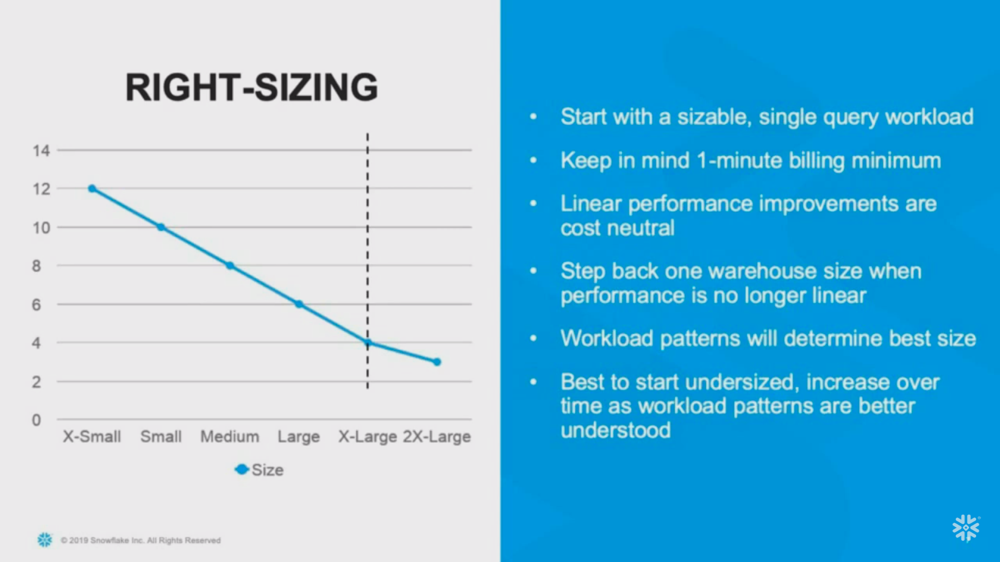 RIGHT-SIZING
14
12
10
8
6
4
2
0
X-Small Small Medium Large X-Large 2X-Large
Size
© 2019 Snowflake Inc. All Rights Reserved
• Start with a sizable, single query workload
• Keep in mind 1-minute billing minimum
• Linear performance improvements are
cost neutral
• Step back one warehouse size when
performance is no longer linear
• Workload patterns will determine best size
• Best to start undersized, increase over
time as workload patterns are better
understood